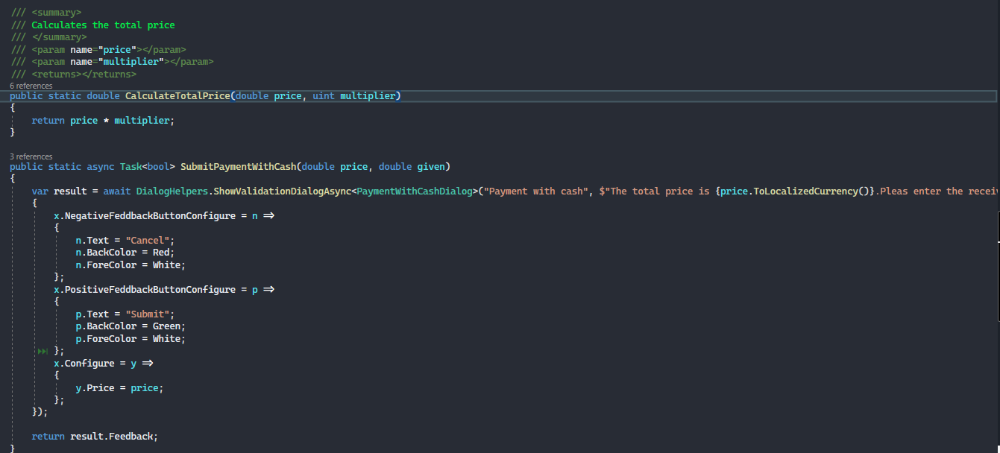 /// <summary>
/// Calculates the total price
/// </summary>
/// <param name="price"></param>
/// <param name="multiplier"></param>
/// <returns></returns>
6 references
public static double CalculateTotalPrice(double price, uint multiplier)
{
return price * multiplier;
}
3 references
public static async Task<bool> SubmitPaymentWithCash(double price, double given)
{
var result = await DialogHelpers.ShowValidationDialogAsync<PaymentWithCashDialog>("Payment with cash", $"The total price is {price.ToLocalizedCurrency()}.Pleas enter the recei
{
x.NegativeFeddbackButtonConfigure = n =>
{
n.Text = "Cancel";
n.BackColor = Red;
n.ForeColor = White;
};
x.PositiveFeddbackButtonConfigure = p =>
{
p.Text = "Submit";
p.BackColor = Green;
p.ForeColor = White;
};
x.Configure = y =>
{
y.Price = price;
};
});
return result.Feedback;
}